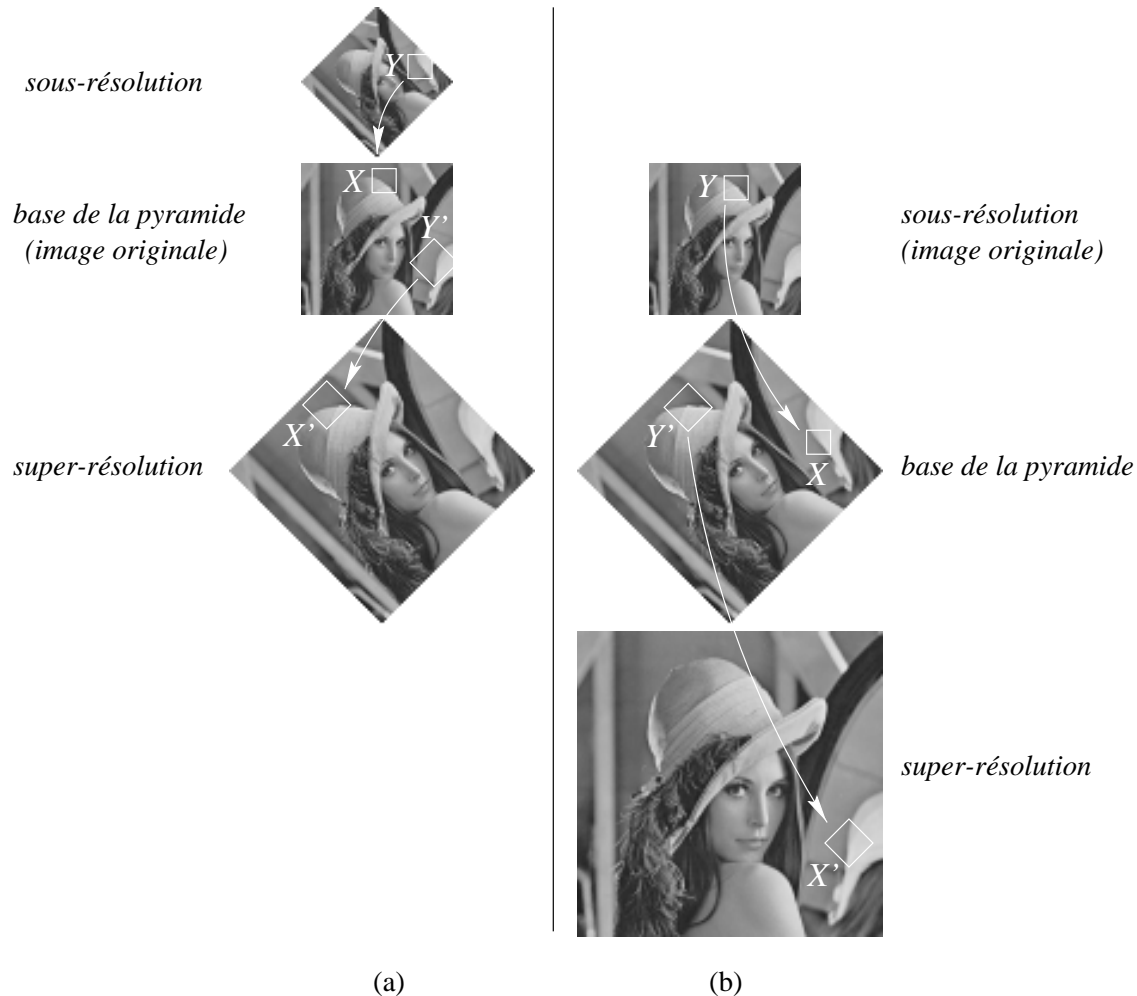 sous-résolution
Y
base de la pyramide
(image originale)
X
Y'
super-résolution
X'
(a)
Y
sous-résolution
(image originale)
Y'
X
base de la pyramide
super-résolution
X'
(b)